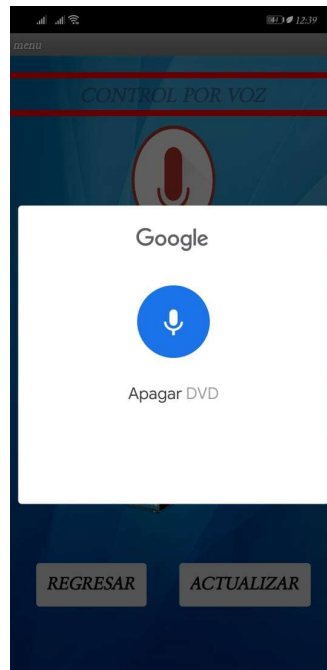 12:39
menu
CONTROL POR VOZ
Google
Apagar DVD
REGRESAR
ACTUALIZAR